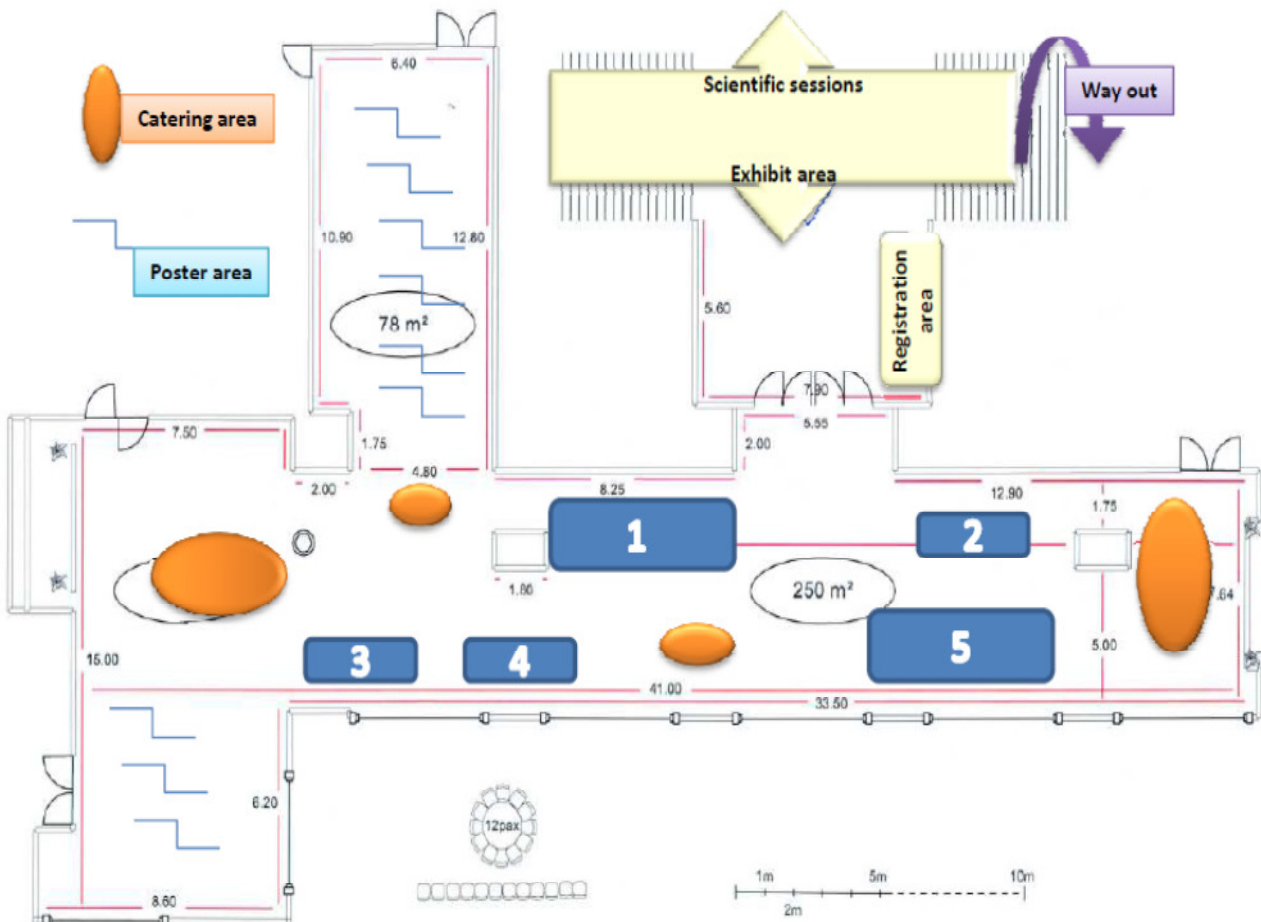 6.40
Scientific sessions
Way out
Catering area
Exhibit area
10.90
12.80
Poster area
Registration
area
5.60
78 m²
7.90
5.55
7.50
1.75
2.00
4.80
2.00
8.25
12.90
1.75
1
2
1.80
250 m²
7.64
3
4
5
5.00
15.00
41.00
33.50
6.20
12pax
8.60
1m
5m
10m
2m